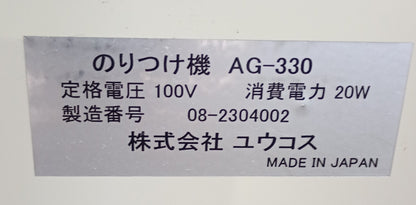 のりつけ機 AG-330
定格電圧 100V 消費電力 20W
製造番号 08-2304002
株式会社 ユウコス
MADE IN JAPAN